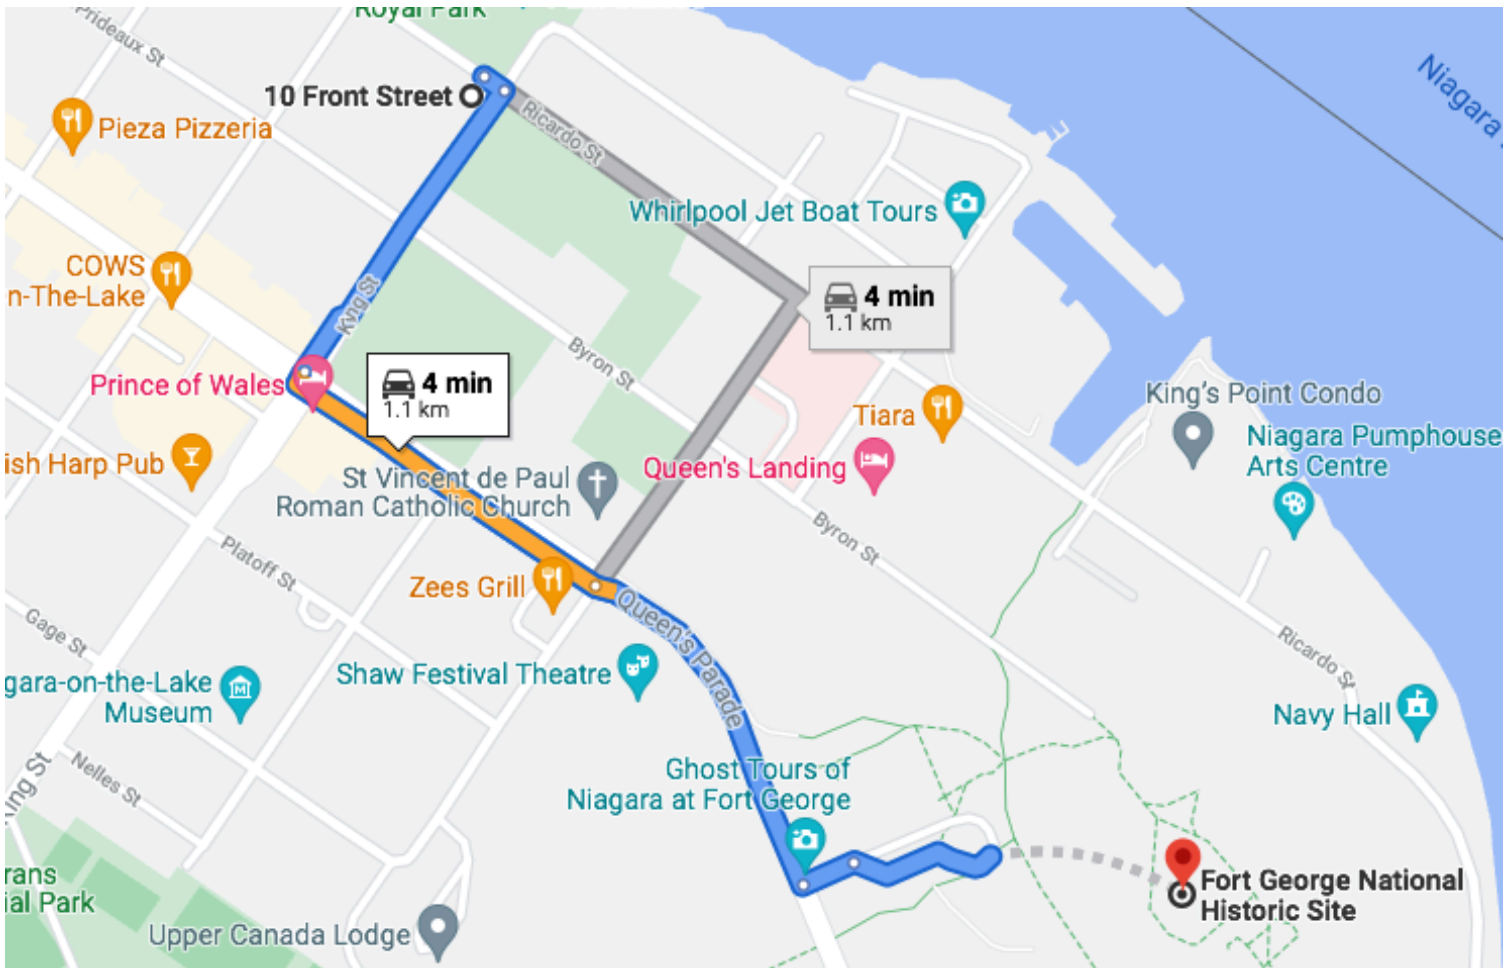 Royal Park
Prideaux St
Niagara
10 Front Street
Ricardo St
Pieza Pizzeria
Whirlpool Jet Boat Tours
COWS
n-The-Lake
King St
4 min
1.1 km
Byron St
4 min
1.1 km
Prince of Wales
King's Point Condo
Tiara
Niagara Pumphouse
Arts Centre
ish Harp Pub
Queen's Landing
St Vincent de Paul
Roman Catholic Church
Byron St
Platoff St
Zees Grill
Queen's Parade
Gage St
Ricardo St
Shaw Festival Theatre
gara-on-the-Lake
Museum
Navy Hall
King St
Nelles St
Ghost Tours of
Niagara at Fort George
rans
ial Park
Fort George National
Historic Site
Upper Canada Lodge